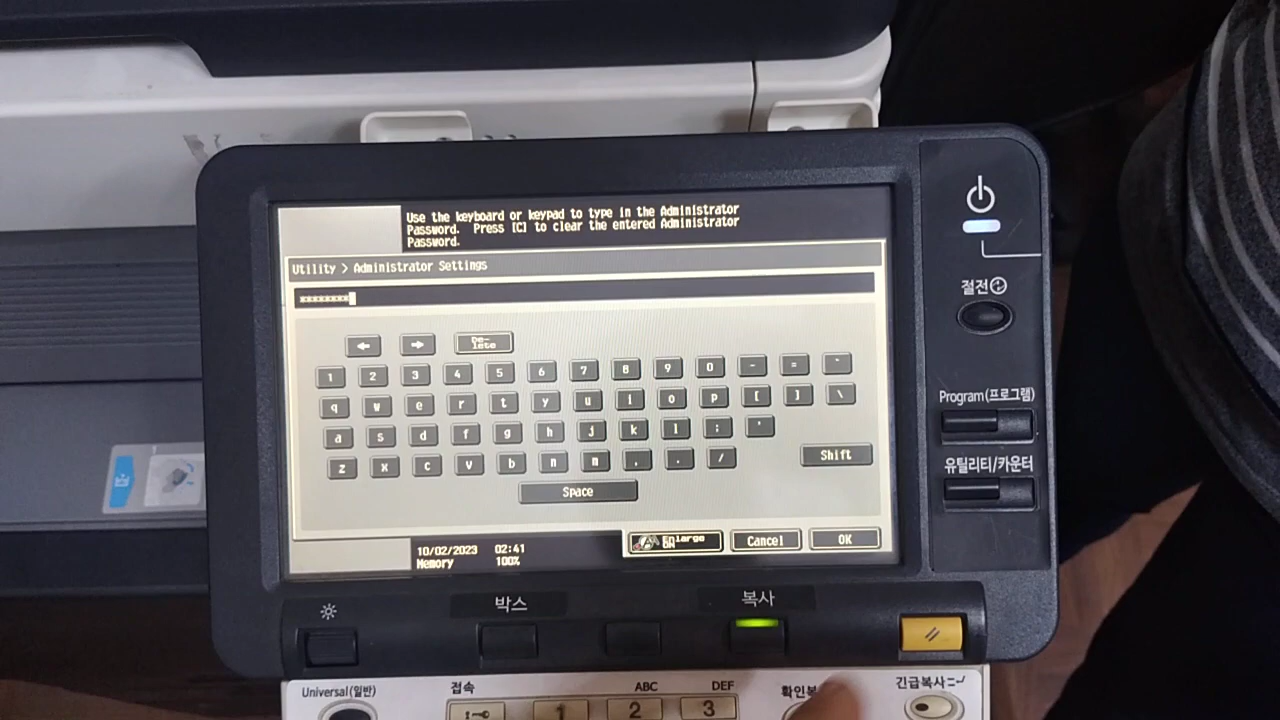 Use the keyboard or keypad to type in the Administrator
Password. Press [C] to clear the entered Administrator
Password.
Utility > Administrator Settings
********
← → De-
lete
1 2 3 4 5 6 7 8 9 0 - = `
q w e r t y u i o p [ ] \
a s d f g h j k l ; '
z x c v b n m , . /
Shift
Space
Enlarge
ON
Cancel
OK
10/02/2023 02:41
Memory 100%
절전
Program(프로그램)
유틸리티/카운터
박스
복사
Universal(일반)
접속
ABC
DEF
1 2 3
확인복
긴급복사